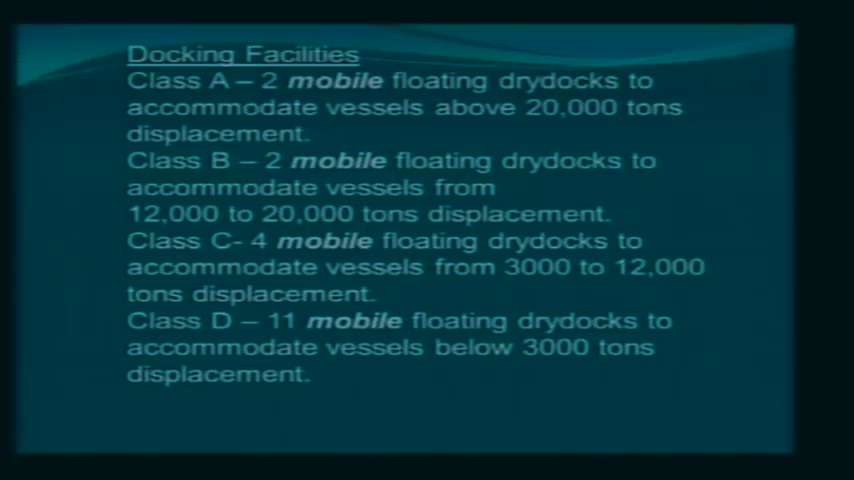 Docking Facilities
Class A – 2 mobile floating drydocks to
accommodate vessels above 20,000 tons
displacement.
Class B – 2 mobile floating drydocks to
accommodate vessels from
12,000 to 20,000 tons displacement.
Class C- 4 mobile floating drydocks to
accommodate vessels from 3000 to 12,000
tons displacement.
Class D – 11 mobile floating drydocks to
accommodate vessels below 3000 tons
displacement.